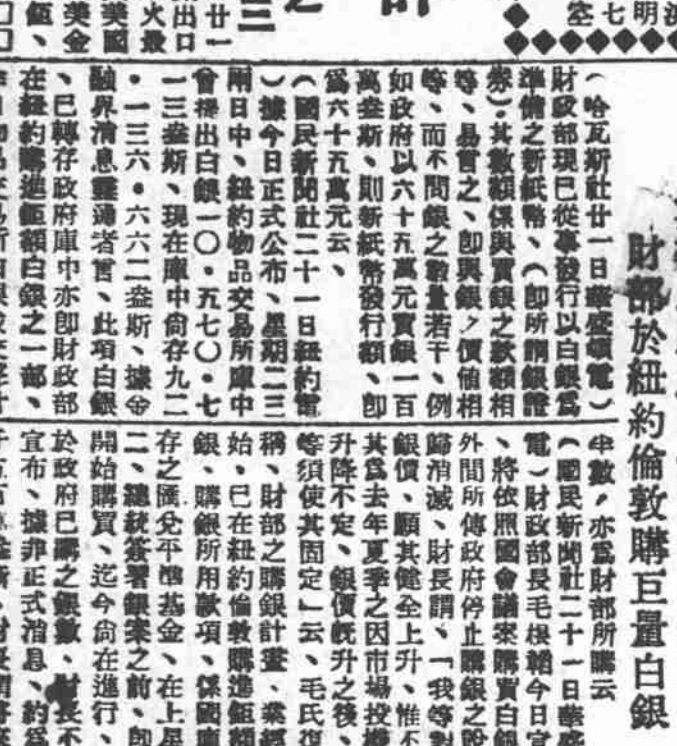 財部於紐約倫敦購巨量白銀
(哈瓦斯社廿一日華盛頓電)
財政部現已從事發行以白銀爲
準備之新紙幣、(即所謂銀證
券)、其數額係與買銀之款額相
等、易言之、卽與銀之價値相
等、而不問銀之數量若干、例
如政府以六十五萬元買銀一百
萬盎斯、則新紙幣發行額、卽
爲六十五萬元云、
(國民新聞社二十一日紐約電
)據今日正式公布、星期二三
兩日中、紐約物品交易所庫中
曾提出白銀一〇・五七〇・七
一三盎斯、現在庫中尙存九二
・一三六・六六二盎斯、據金
融界消息靈通者言、此項白銀
、已轉存政府庫中亦卽財政部
在紐約購進鉅額白銀之一部、
半數、亦爲財部所購云
(國民新聞社二十一日華盛
電)財政部長毛根韜今日宣
、將依照國會議案購買白銀
外間所傳政府停止購銀之說
歸消滅、財長謂、「我等對
銀價、願其健全上升、惟不
其爲去年夏季之因市場投機
升降不定、銀價旣升之後、
等須使其固定」云、毛氏復
稱、財部之購銀計畫、業經
始、已在紐約倫敦購進鉅額
銀、購銀所用款項、係國庫
存之匯兌平準基金、在上星
二、總統簽署銀案之前、卽
開始購買、迄今尙在進行、
於政府已購之銀數、財長不
宣布、據非正式消息、約爲